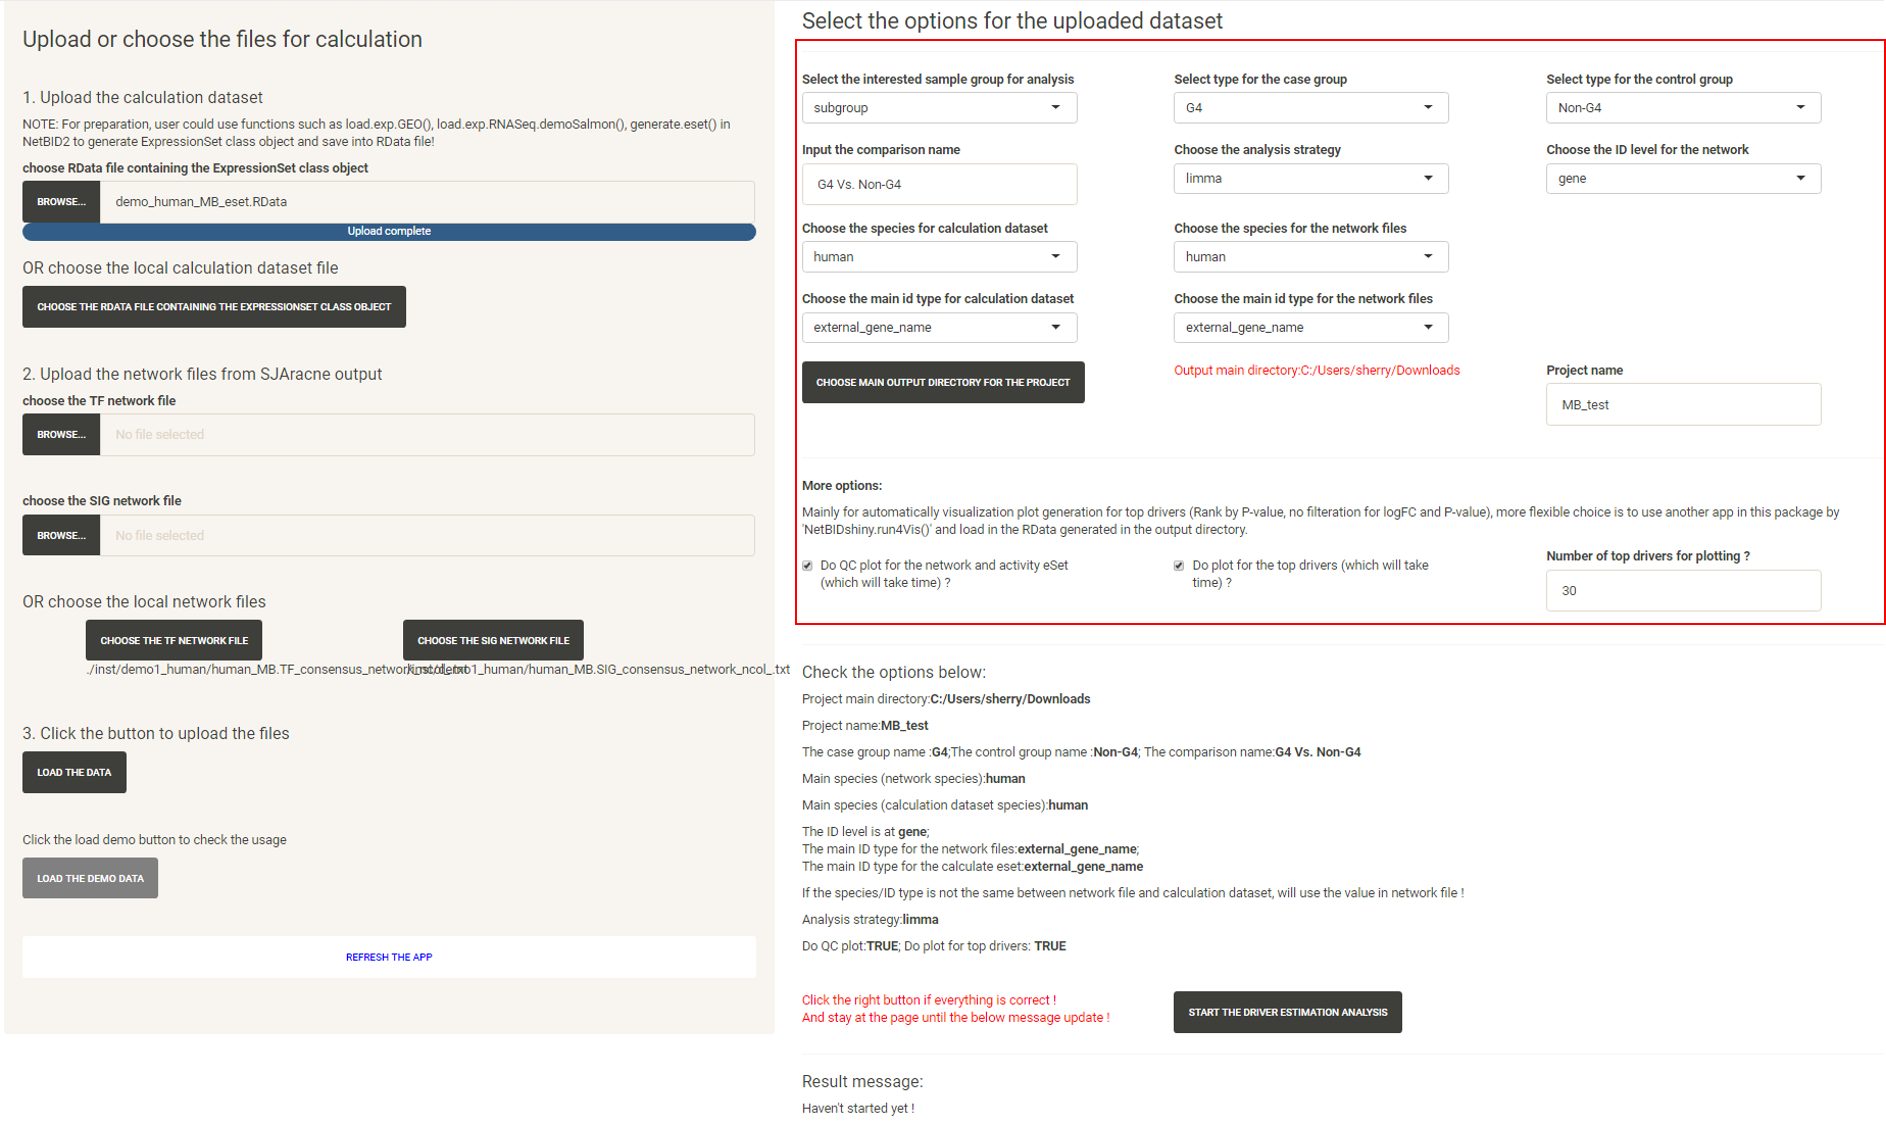 Upload or choose the files for calculation
1. Upload the calculation dataset
NOTE: For preparation, user could use functions such as load.exp.GEO(), load.exp.RNASeq.demoSalmon(), generate.eset() in
NetBID2 to generate ExpressionSet class object and save into RData file!
choose RData file containing the ExpressionSet class object
BROWSE... demo_human_MB_eset.RData
Upload complete
OR choose the local calculation dataset file
CHOOSE THE RDATA FILE CONTAINING THE EXPRESSIONSET CLASS OBJECT
2. Upload the network files from SJAracne output
choose the TF network file
BROWSE... No file selected
choose the SIG network file
BROWSE... No file selected
OR choose the local network files
CHOOSE THE TF NETWORK FILE CHOOSE THE SIG NETWORK FILE
./inst/demo1_human/human_MB.TF_consensus_network_ncol_.txt ./inst/demo1_human/human_MB.SIG_consensus_network_ncol_.txt
3. Click the button to upload the files
LOAD THE DATA
Click the load demo button to check the usage
LOAD THE DEMO DATA
REFRESH THE APP
Select the options for the uploaded dataset
Select the interested sample group for analysis Select type for the case group Select type for the control group
subgroup G4 Non-G4
Input the comparison name Choose the analysis strategy Choose the ID level for the network
G4 Vs. Non-G4 limma gene
Choose the species for calculation dataset Choose the species for the network files
human human
Choose the main id type for calculation dataset Choose the main id type for the network files
external_gene_name external_gene_name
CHOOSE MAIN OUTPUT DIRECTORY FOR THE PROJECT Output main directory:C:/Users/sherry/Downloads Project name
MB_test
More options:
Mainly for automatically visualization plot generation for top drivers (Rank by P-value, no filteration for logFC and P-value), more flexible choice is to use another app in this package by
'NetBIDshiny.run4Vis()' and load in the RData generated in the output directory.
Do QC plot for the network and activity eSet
(which will take time) ?
Do plot for the top drivers (which will take
time) ?
Number of top drivers for plotting ?
30
Check the options below:
Project main directory:C:/Users/sherry/Downloads
Project name:MB_test
The case group name :G4;The control group name :Non-G4; The comparison name:G4 Vs. Non-G4
Main species (network species):human
Main species (calculation dataset species):human
The ID level is at gene;
The main ID type for the network files:external_gene_name;
The main ID type for the calculate eset:external_gene_name
If the species/ID type is not the same between network file and calculation dataset, will use the value in network file !
Analysis strategy:limma
Do QC plot:TRUE; Do plot for top drivers: TRUE
Click the right button if everything is correct !
And stay at the page until the below message update !
START THE DRIVER ESTIMATION ANALYSIS
Result message:
Haven't started yet !